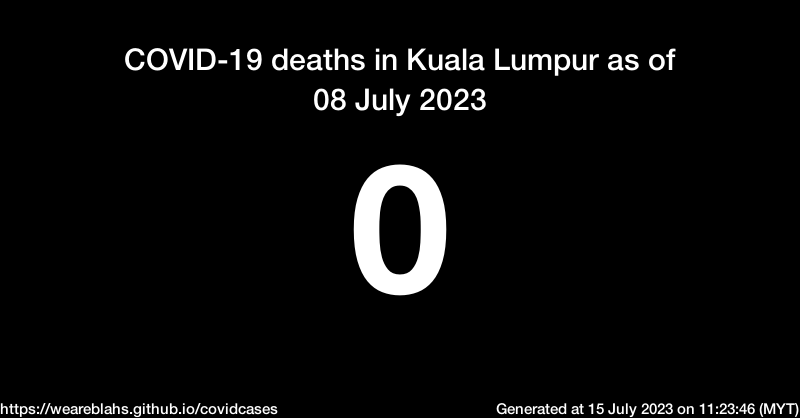 COVID-19 deaths in Kuala Lumpur as of
08 July 2023
0
https://weareblahs.github.io/covidcases
Generated at 15 July 2023 on 11:23:46 (MYT)